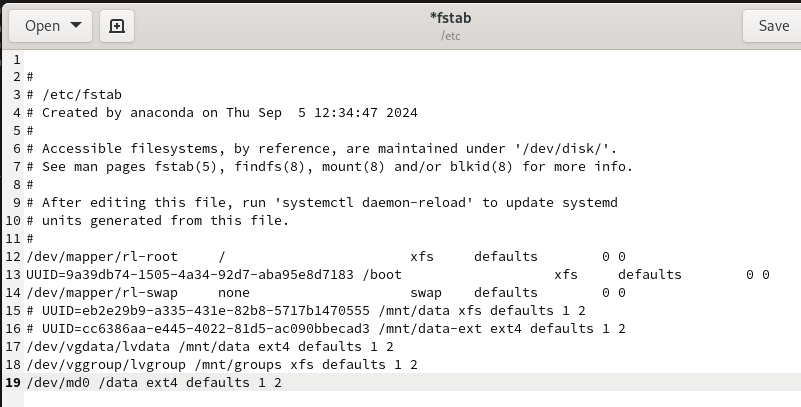 Open
*fstab
/etc
Save
1
2 #
3 # /etc/fstab
4 # Created by anaconda on Thu Sep  5 12:34:47 2024
5 #
6 # Accessible filesystems, by reference, are maintained under '/dev/disk/'.
7 # See man pages fstab(5), findfs(8), mount(8) and/or blkid(8) for more info.
8 #
9 # After editing this file, run 'systemctl daemon-reload' to update systemd
10 # units generated from this file.
11 #
12 /dev/mapper/rl-root     /                       xfs     defaults        0 0
13 UUID=9a39db74-1505-4a34-92d7-aba95e8d7183 /boot                   xfs     defaults        0 0
14 /dev/mapper/rl-swap     none                    swap    defaults        0 0
15 # UUID=eb2e29b9-a335-431e-82b8-5717b1470555 /mnt/data xfs defaults 1 2
16 # UUID=cc6386aa-e445-4022-81d5-ac090bbecad3 /mnt/data-ext ext4 defaults 1 2
17 /dev/vgdata/lvdata /mnt/data ext4 defaults 1 2
18 /dev/vggroup/lvgroup /mnt/groups xfs defaults 1 2
19 /dev/md0 /data ext4 defaults 1 2